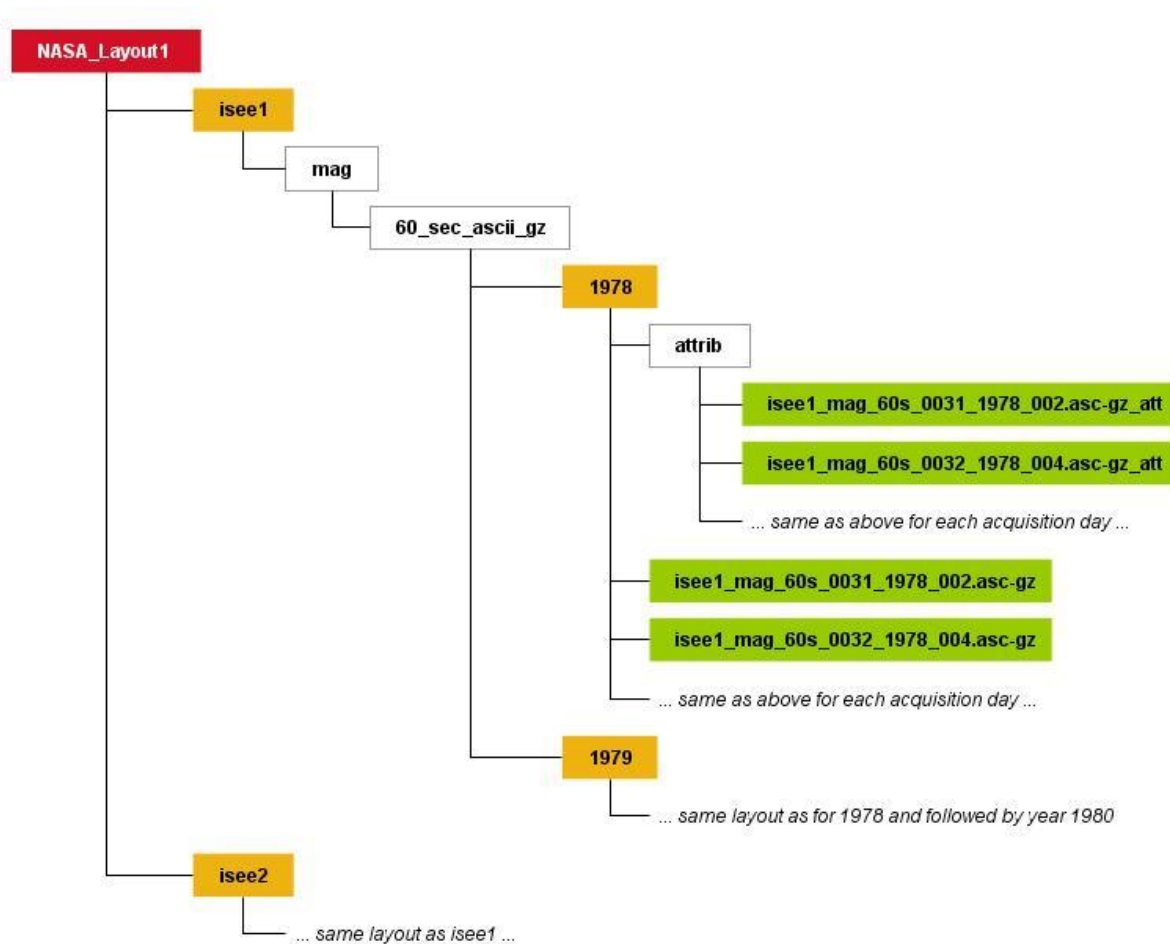 NASA_Layout1
isee1
mag
60_sec_ascii_gz
1978
attrib
isee1_mag_60s_0031_1978_002.asc-gz_att
isee1_mag_60s_0032_1978_004.asc-gz_att
... same as above for each acquisition day ...
isee1_mag_60s_0031_1978_002.asc-gz
isee1_mag_60s_0032_1978_004.asc-gz
... same as above for each acquisition day ...
1979
... same layout as for 1978 and followed by year 1980
isee2
... same layout as isee1 ...